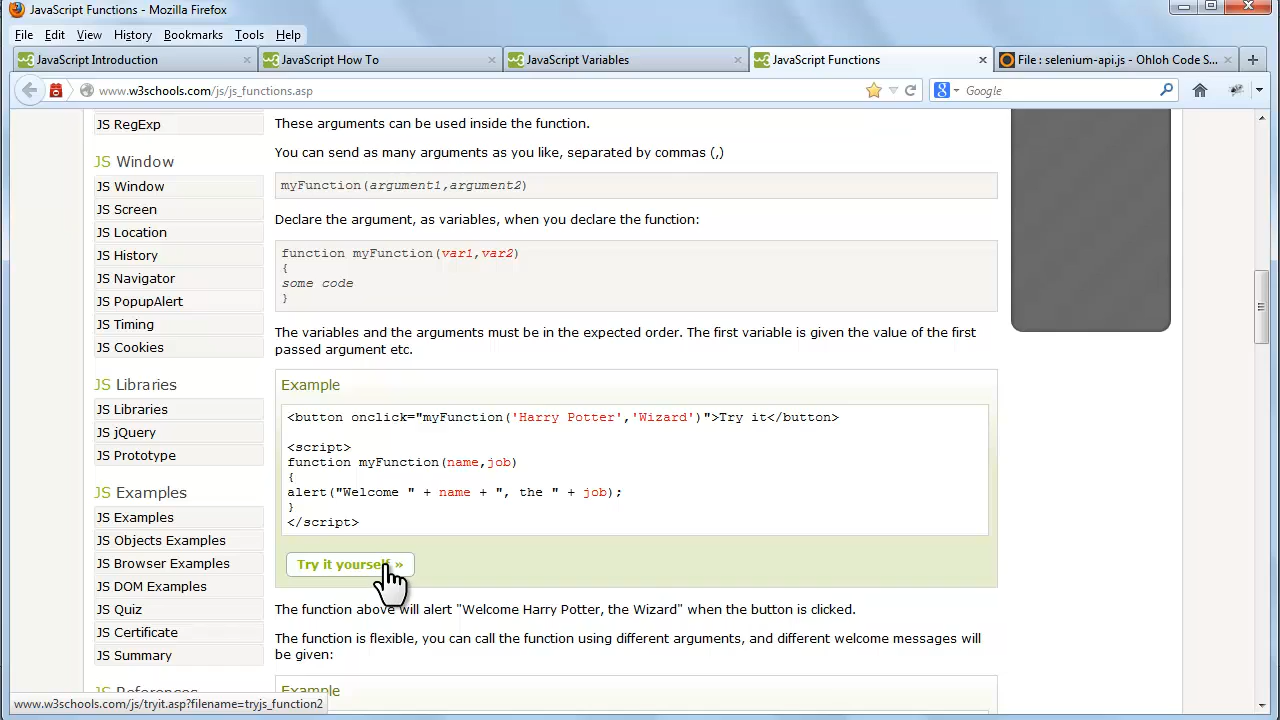 JavaScript Functions - Mozilla Firefox
File Edit View History Bookmarks Tools Help
JavaScript Introduction
JavaScript How To
JavaScript Variables
JavaScript Functions
File : selenium-api.js - Ohloh Code S...
www.w3schools.com/js/js_functions.asp
Google
JS RegExp
JS Window
JS Window
JS Screen
JS Location
JS History
JS Navigator
JS PopupAlert
JS Timing
JS Cookies
JS Libraries
JS Libraries
JS jQuery
JS Prototype
JS Examples
JS Examples
JS Objects Examples
JS Browser Examples
JS DOM Examples
JS Quiz
JS Certificate
JS Summary
JS References
These arguments can be used inside the function.
You can send as many arguments as you like, separated by commas (,)
myFunction(argument1,argument2)
Declare the argument, as variables, when you declare the function:
function myFunction(var1,var2)
{
some code
}
The variables and the arguments must be in the expected order. The first variable is given the value of the first
passed argument etc.
Example
<button onclick="myFunction('Harry Potter','Wizard')">Try it</button>
<script>
function myFunction(name,job)
{
alert("Welcome " + name + ", the " + job);
}
</script>
Try it yourself »
The function above will alert "Welcome Harry Potter, the Wizard" when the button is clicked.
The function is flexible, you can call the function using different arguments, and different welcome messages will
be given:
Example
www.w3schools.com/js/tryit.asp?filename=tryjs_function2